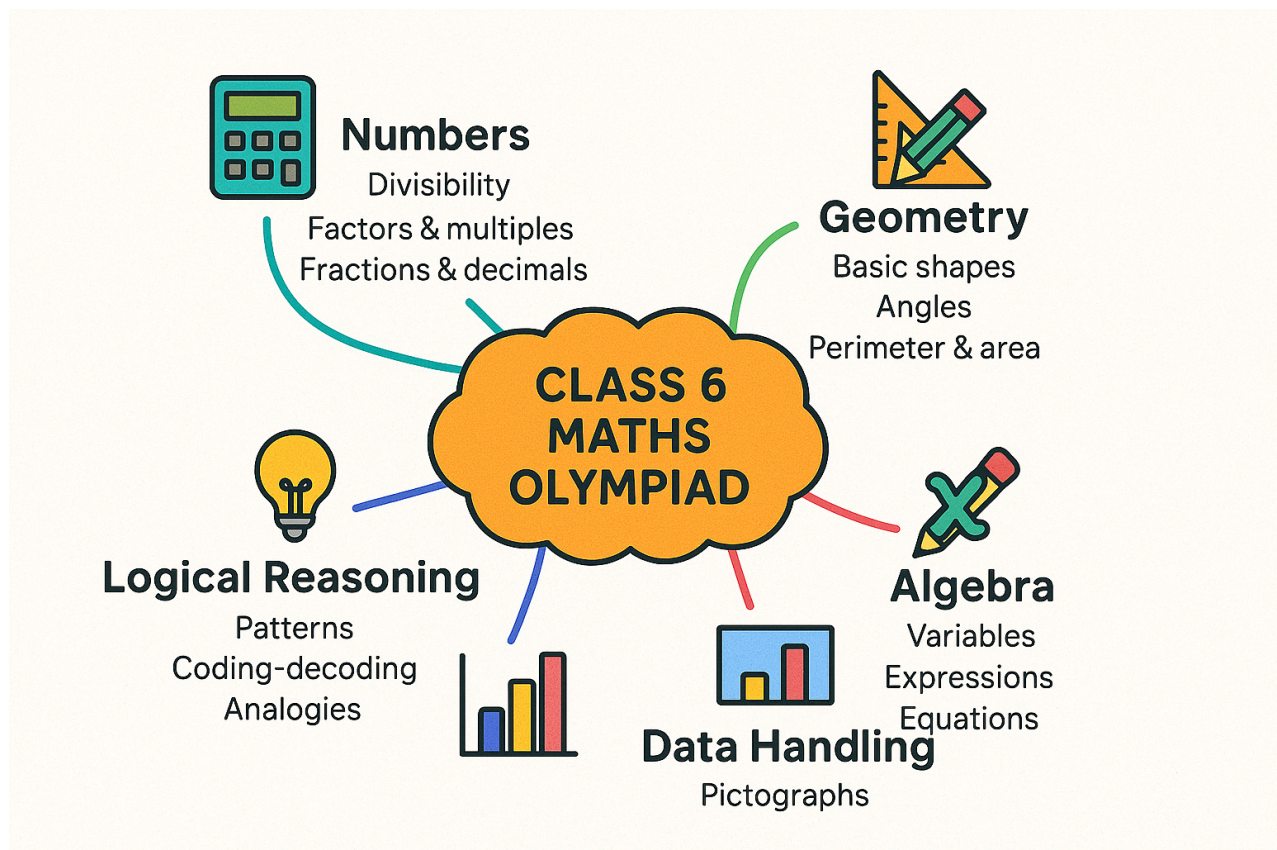 Numbers
Divisibility
Factors & multiples
Fractions & decimals
Geometry
Basic shapes
Angles
Perimeter & area
CLASS 6
MATHS
OLYMPIAD
Logical Reasoning
Patterns
Coding-decoding
Analogies
Algebra
Variables
Expressions
Equations
Data Handling
Pictographs